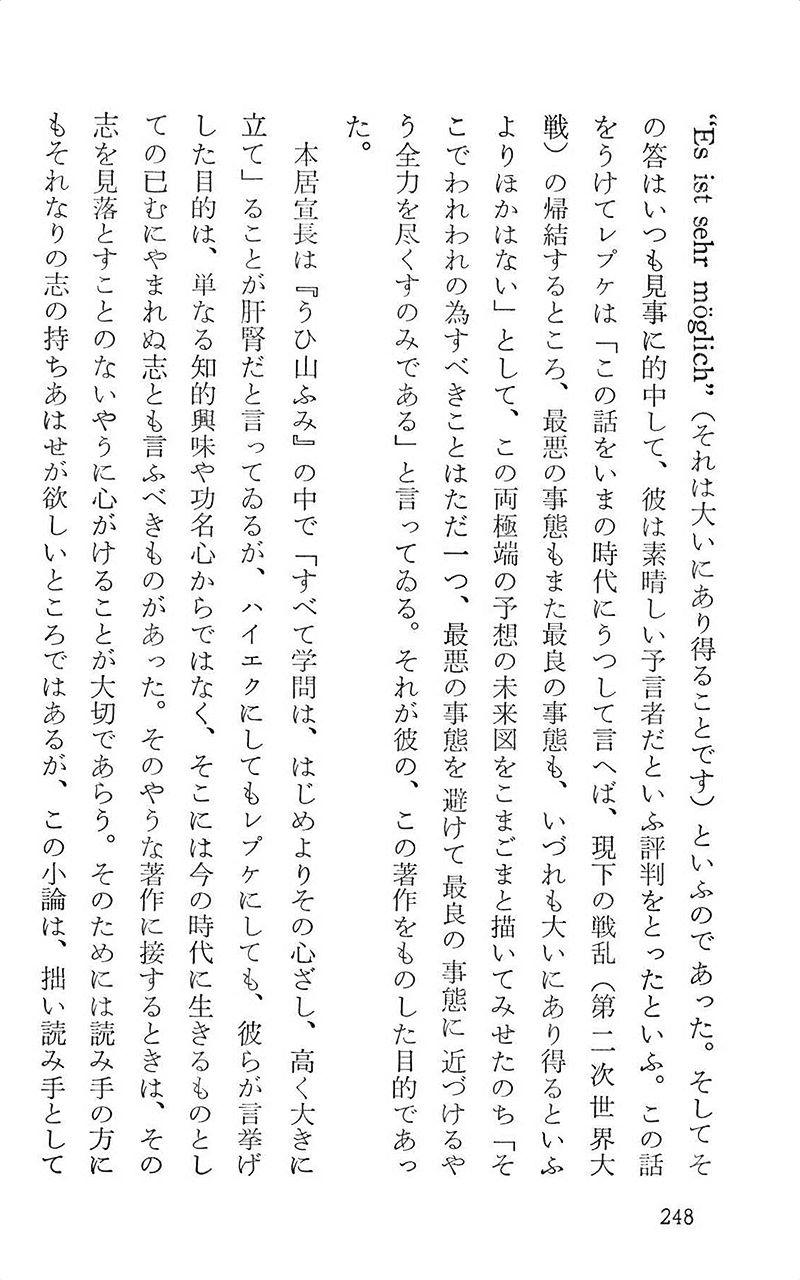 “Es ist sehr möglich”（それは大いにあり得ることです）といふのであった。そしてそ
の答はいつも見事に的中して、彼は素晴しい予言者だといふ評判をとったといふ。この話
をうけてレプケは「この話をいまの時代にうつして言へば、現下の戦乱（第二次世界大
戦）の帰結するところ、最悪の事態もまた最良の事態も、いづれも大いにあり得るといふ
よりほかはない」として、この両極端の予想の未来図をこまごまと描いてみせたのち「そ
こでわれわれの為すべきことはただ一つ、最悪の事態を避けて最良の事態に近づけるや
う全力を尽くすのみである」と言ってゐる。それが彼の、この著作をものした目的であっ
た。
本居宣長は『うひ山ふみ』の中で「すべて学問は、はじめよりその心ざし、高く大きに
立て」ることが肝腎だと言ってゐるが、ハイエクにしてもレプケにしても、彼らが言挙げ
した目的は、単なる知的興味や功名心からではなく、そこには今の時代に生きるものとし
ての已むにやまれぬ志とも言ふべきものがあった。そのやうな著作に接するときは、その
志を見落とすことのないやうに心がけることが大切であらう。そのためには読み手の方に
もそれなりの志の持ちあはせが欲しいところではあるが、この小論は、拙い読み手として
248